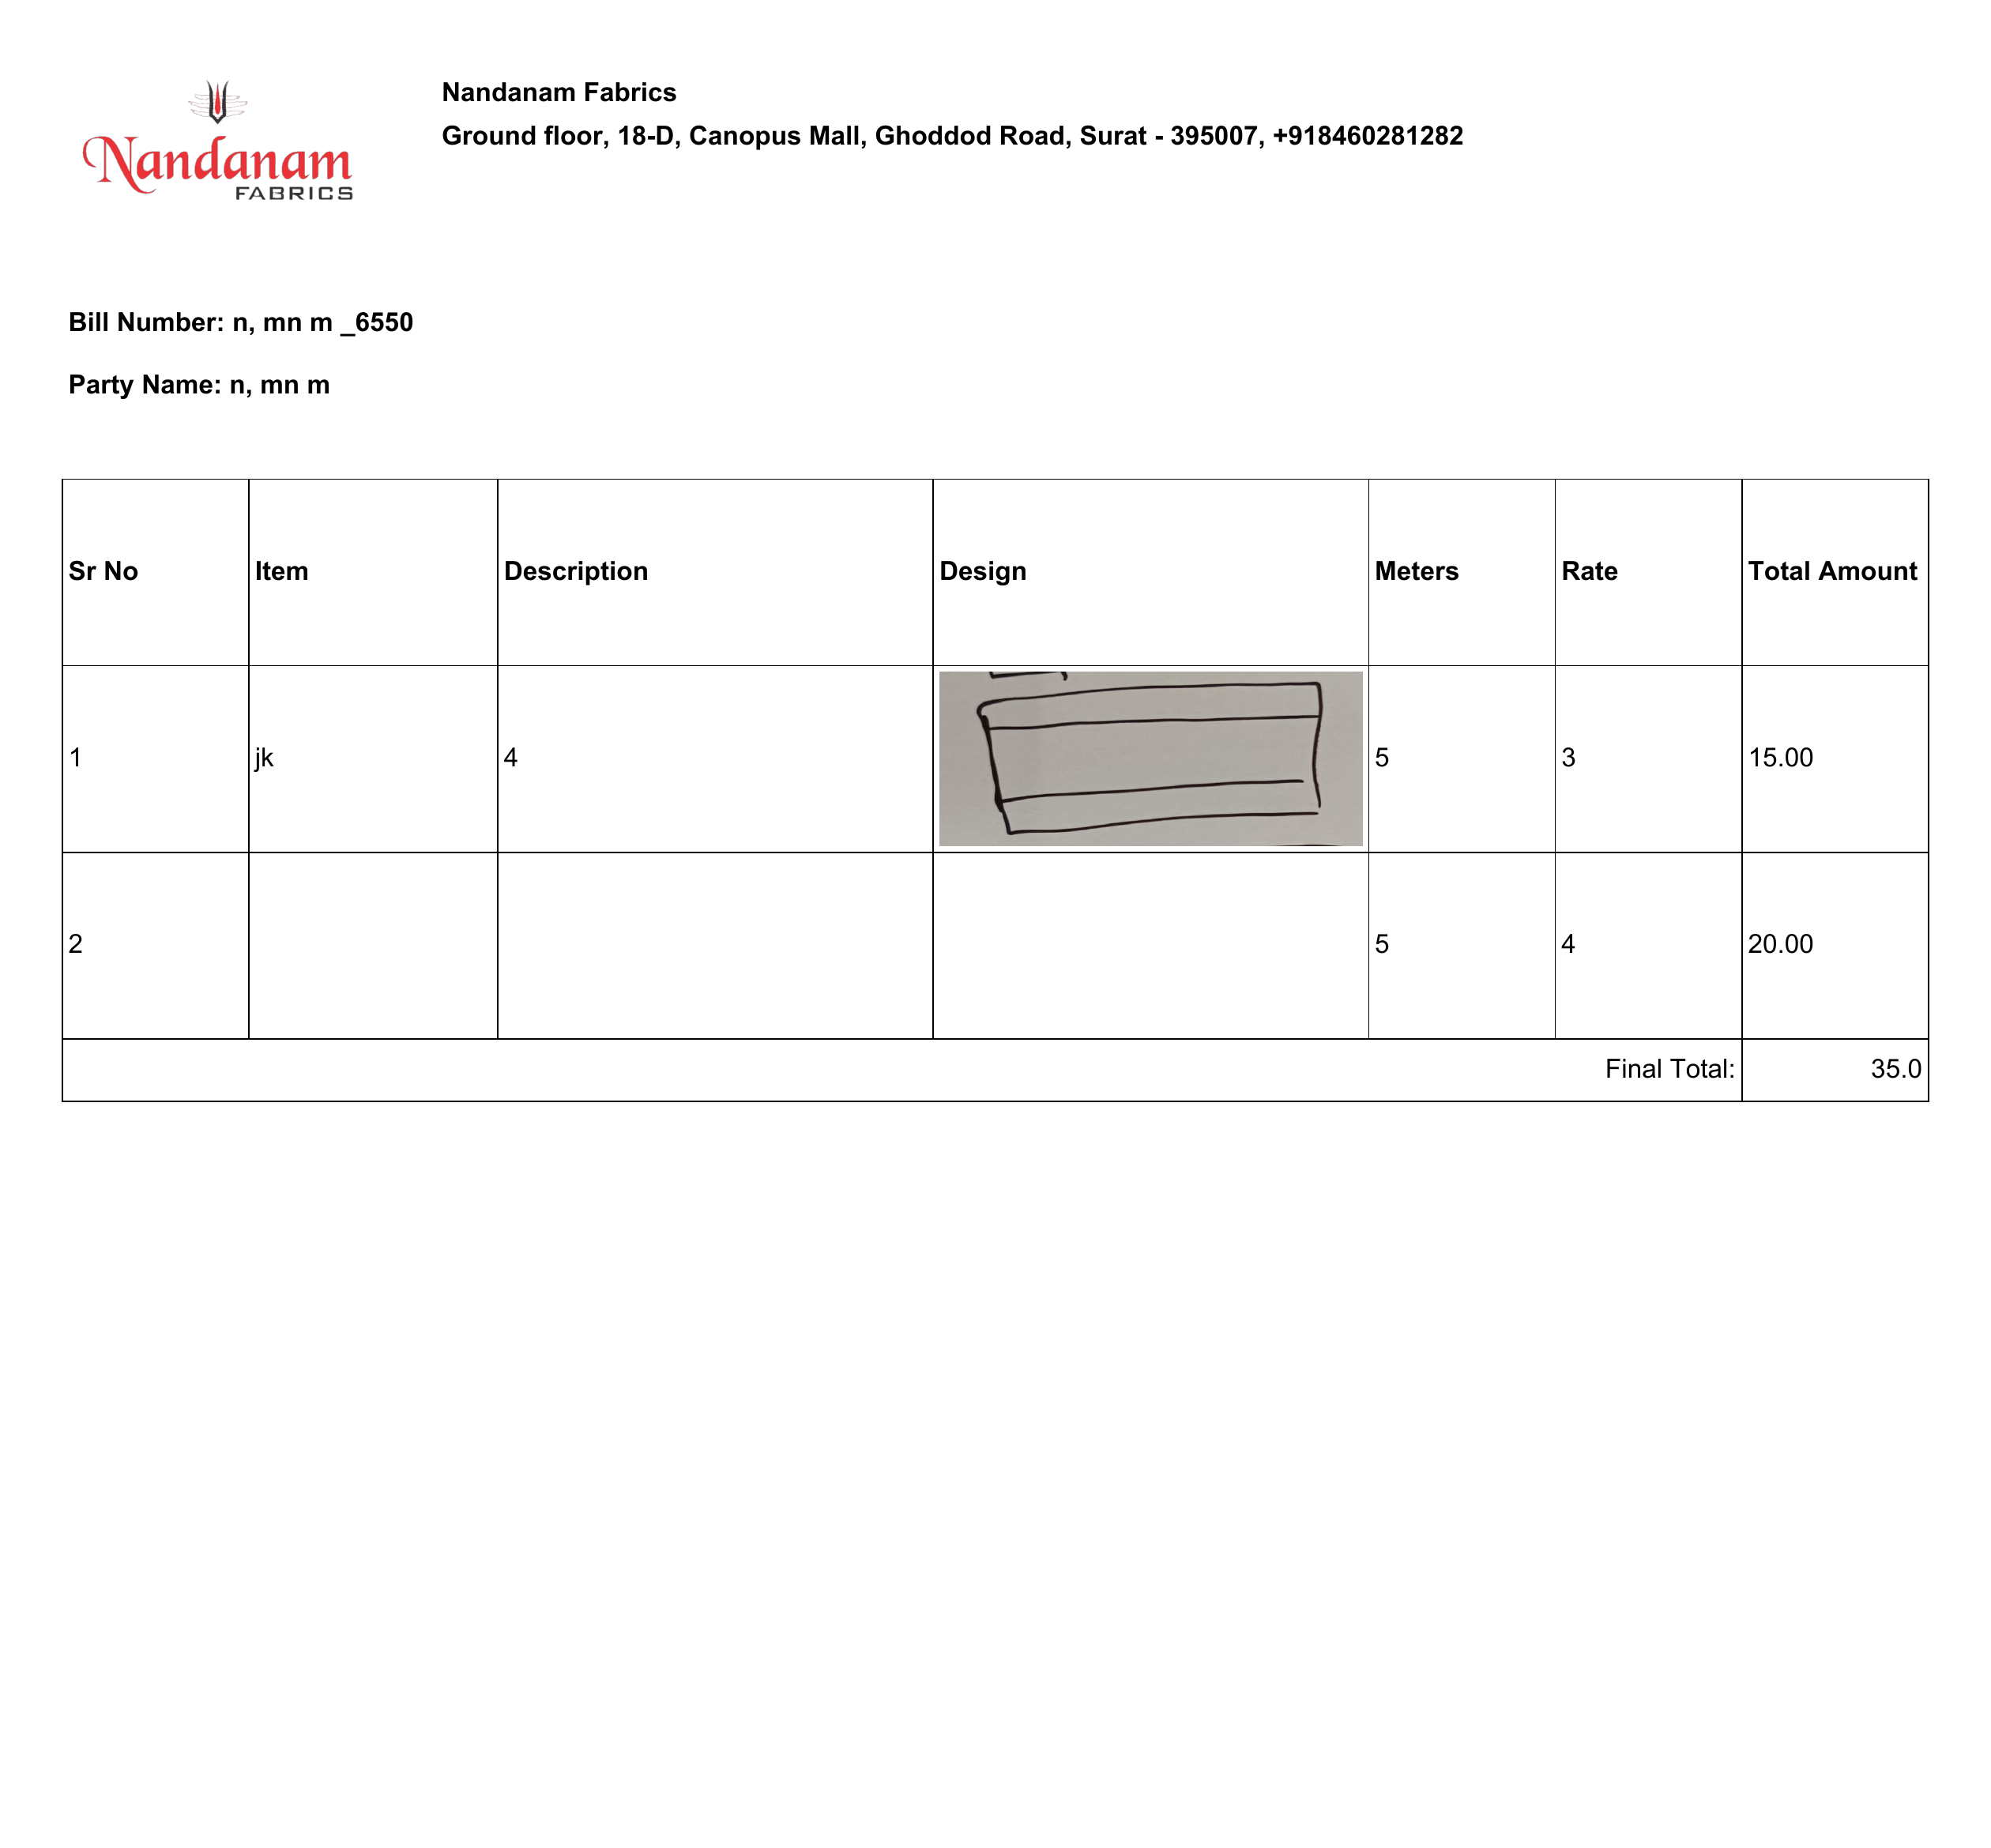 Nandanam
FABRICS
Nandanam Fabrics
Ground floor, 18-D, Canopus Mall, Ghoddod Road, Surat - 395007, +918460281282
Bill Number: n, mn m _6550
Party Name: n, mn m
Sr No Item Description Design Meters Rate Total Amount
1 jk 4 5 3 15.00
2 5 4 20.00
Final Total: 35.0